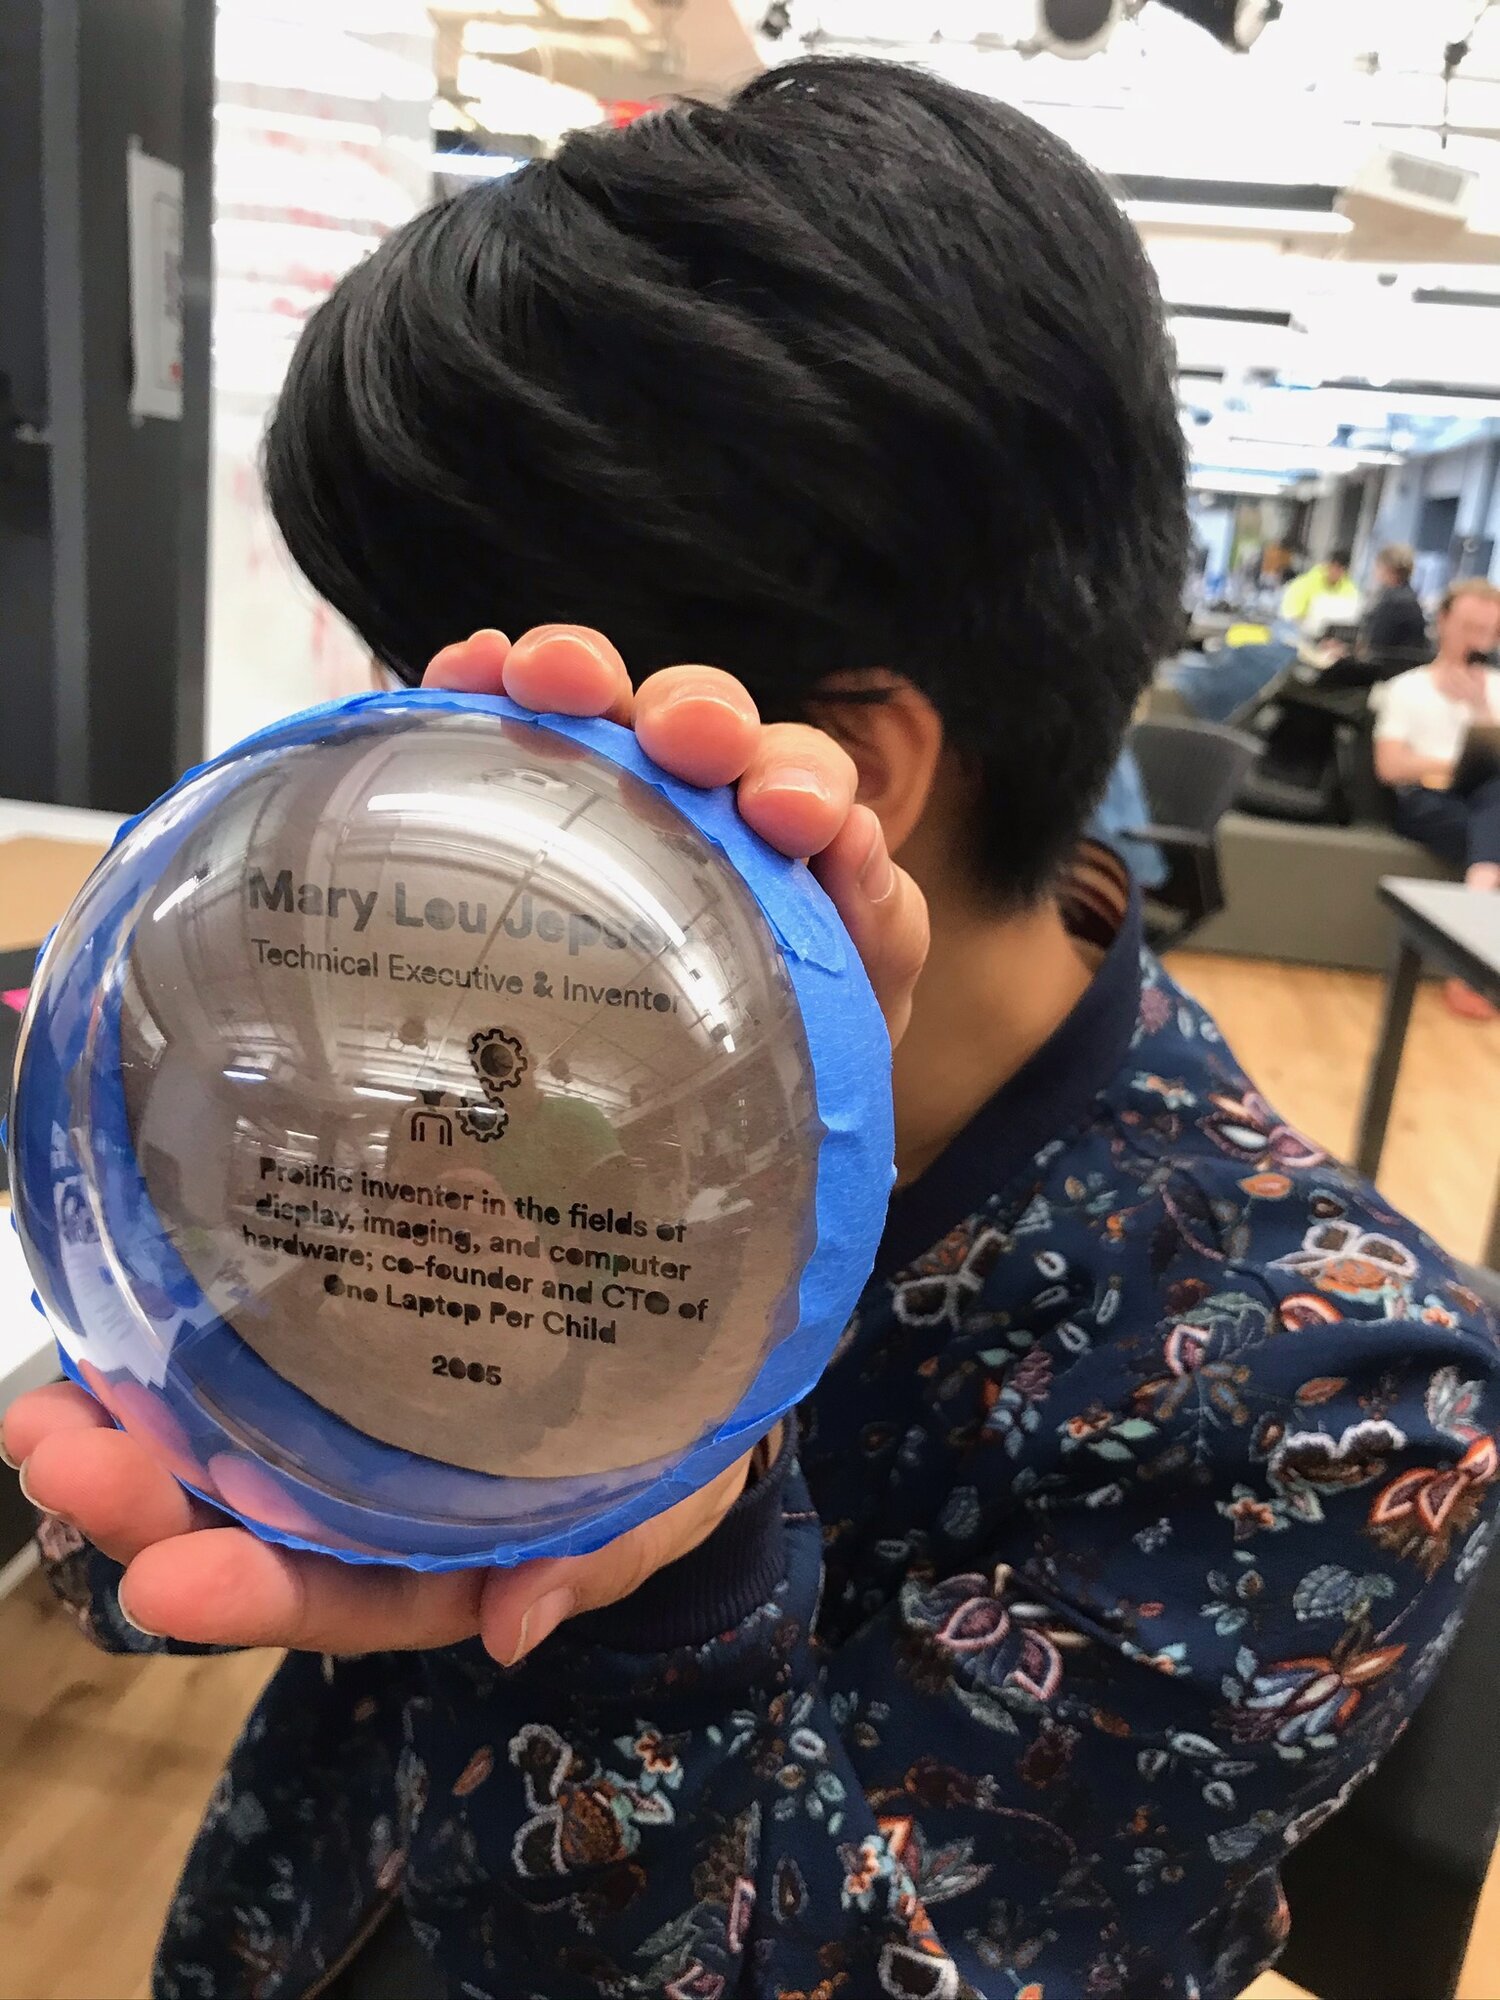 Mary Lou Jepsen
Technical Executive & Inventor
Prolific inventor in the fields of
display, imaging, and computer
hardware; co-founder and CTO of
One Laptop Per Child
2005